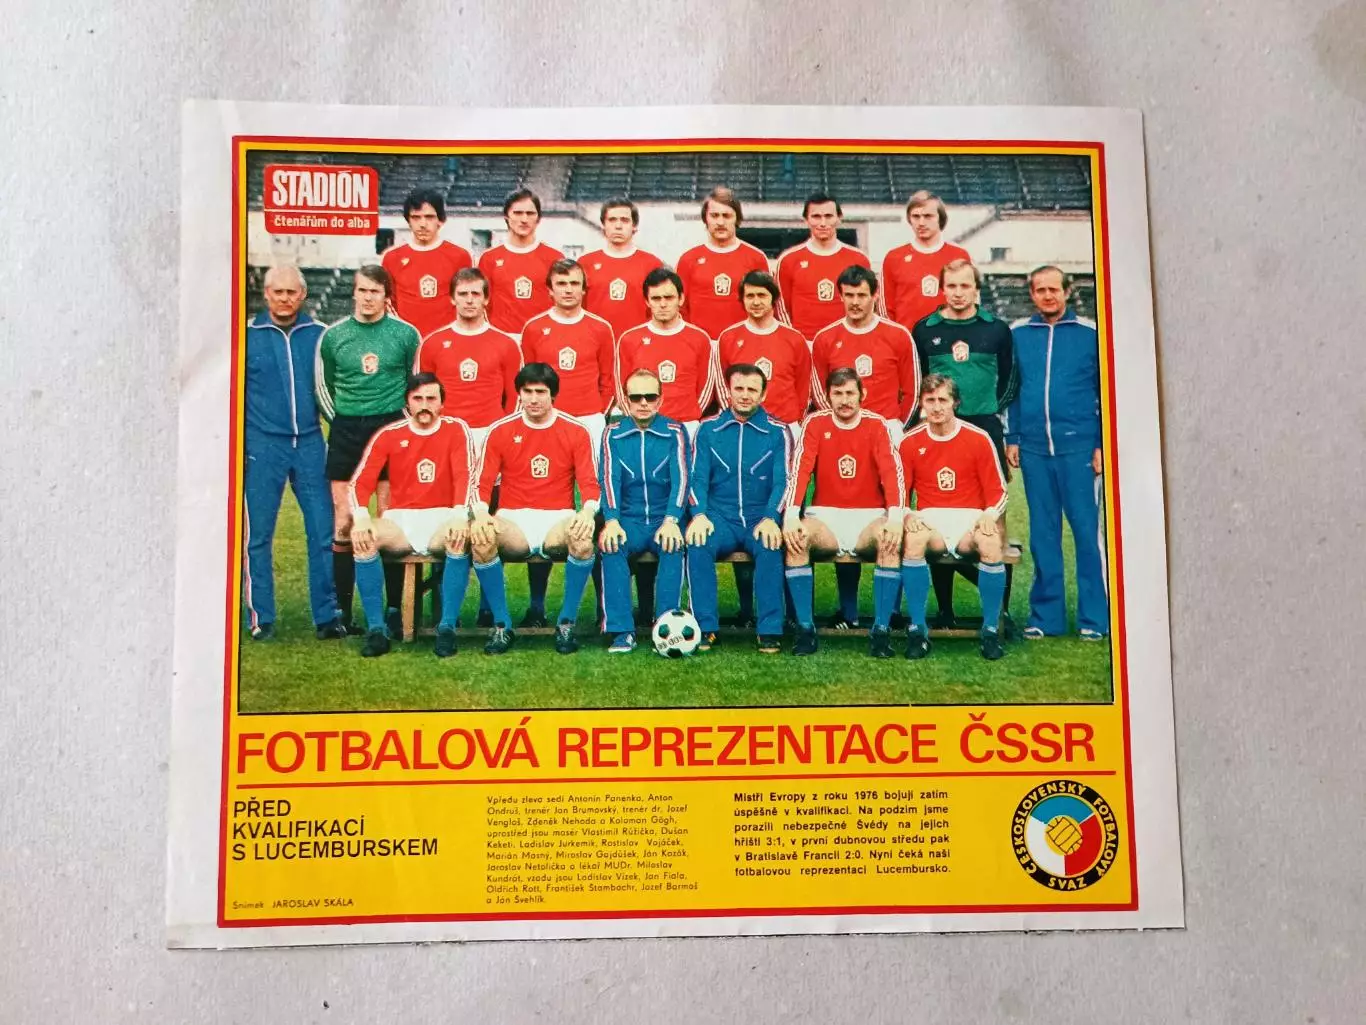 STADIÓN
čtenářům do alba
FOTBALOVÁ REPREZENTACE ČSSR
PŘED
KVALIFIKACÍ
S LUCEMBURSKEM
Snímek JAROSLAV SKÁLA
Vpředu zleva sedí Antonín Panenka, Anton
Ondruš, trenér Jan Brumovský, trenér dr. Jozef
Vengloš, Zdeněk Nehoda a Koloman Gögh,
uprostřed jsou masér Vlastimil Růžička, Dušan
Keketi, Ladislav Jurkemik, Rostislav Vojáček,
Marián Masný, Miroslav Gajdůšek, Ján Kozák,
Jaroslav Netolička a lékař MUDr. Miloslav
Kundrát, vzadu jsou Ladislav Vízek, Jan Fiala,
Oldřich Rott, František Štambachr, Jozef Barmoš
a Ján Švehlík.
Mistři Evropy z roku 1976 bojují zatím
úspěšně v kvalifikaci. Na podzim jsme
porazili nebezpečné Švédy na jejich
hřišti 3:1, v první dubnovou středu pak
v Bratislavě Francii 2:0. Nyní čeká naši
fotbalovou reprezentaci Lucembursko.
ČESKOSLOVENSKÝ FOTBALOVÝ
SVAZ